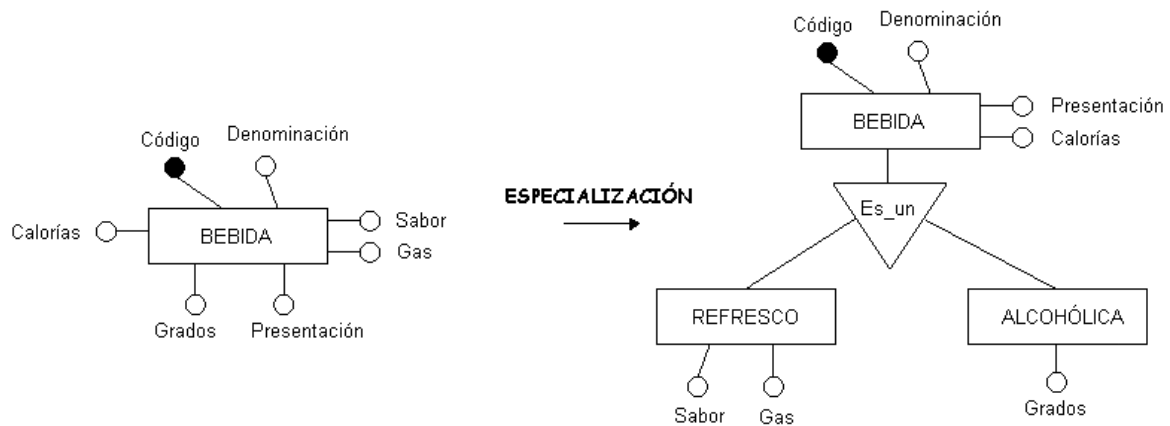 Código
Denominación
Calorías
BEBIDA
Sabor
Gas
Grados
Presentación
ESPECIALIZACIÓN
Código
Denominación
BEBIDA
Presentación
Calorías
Es_un
REFRESCO
ALCOHÓLICA
Sabor
Gas
Grados